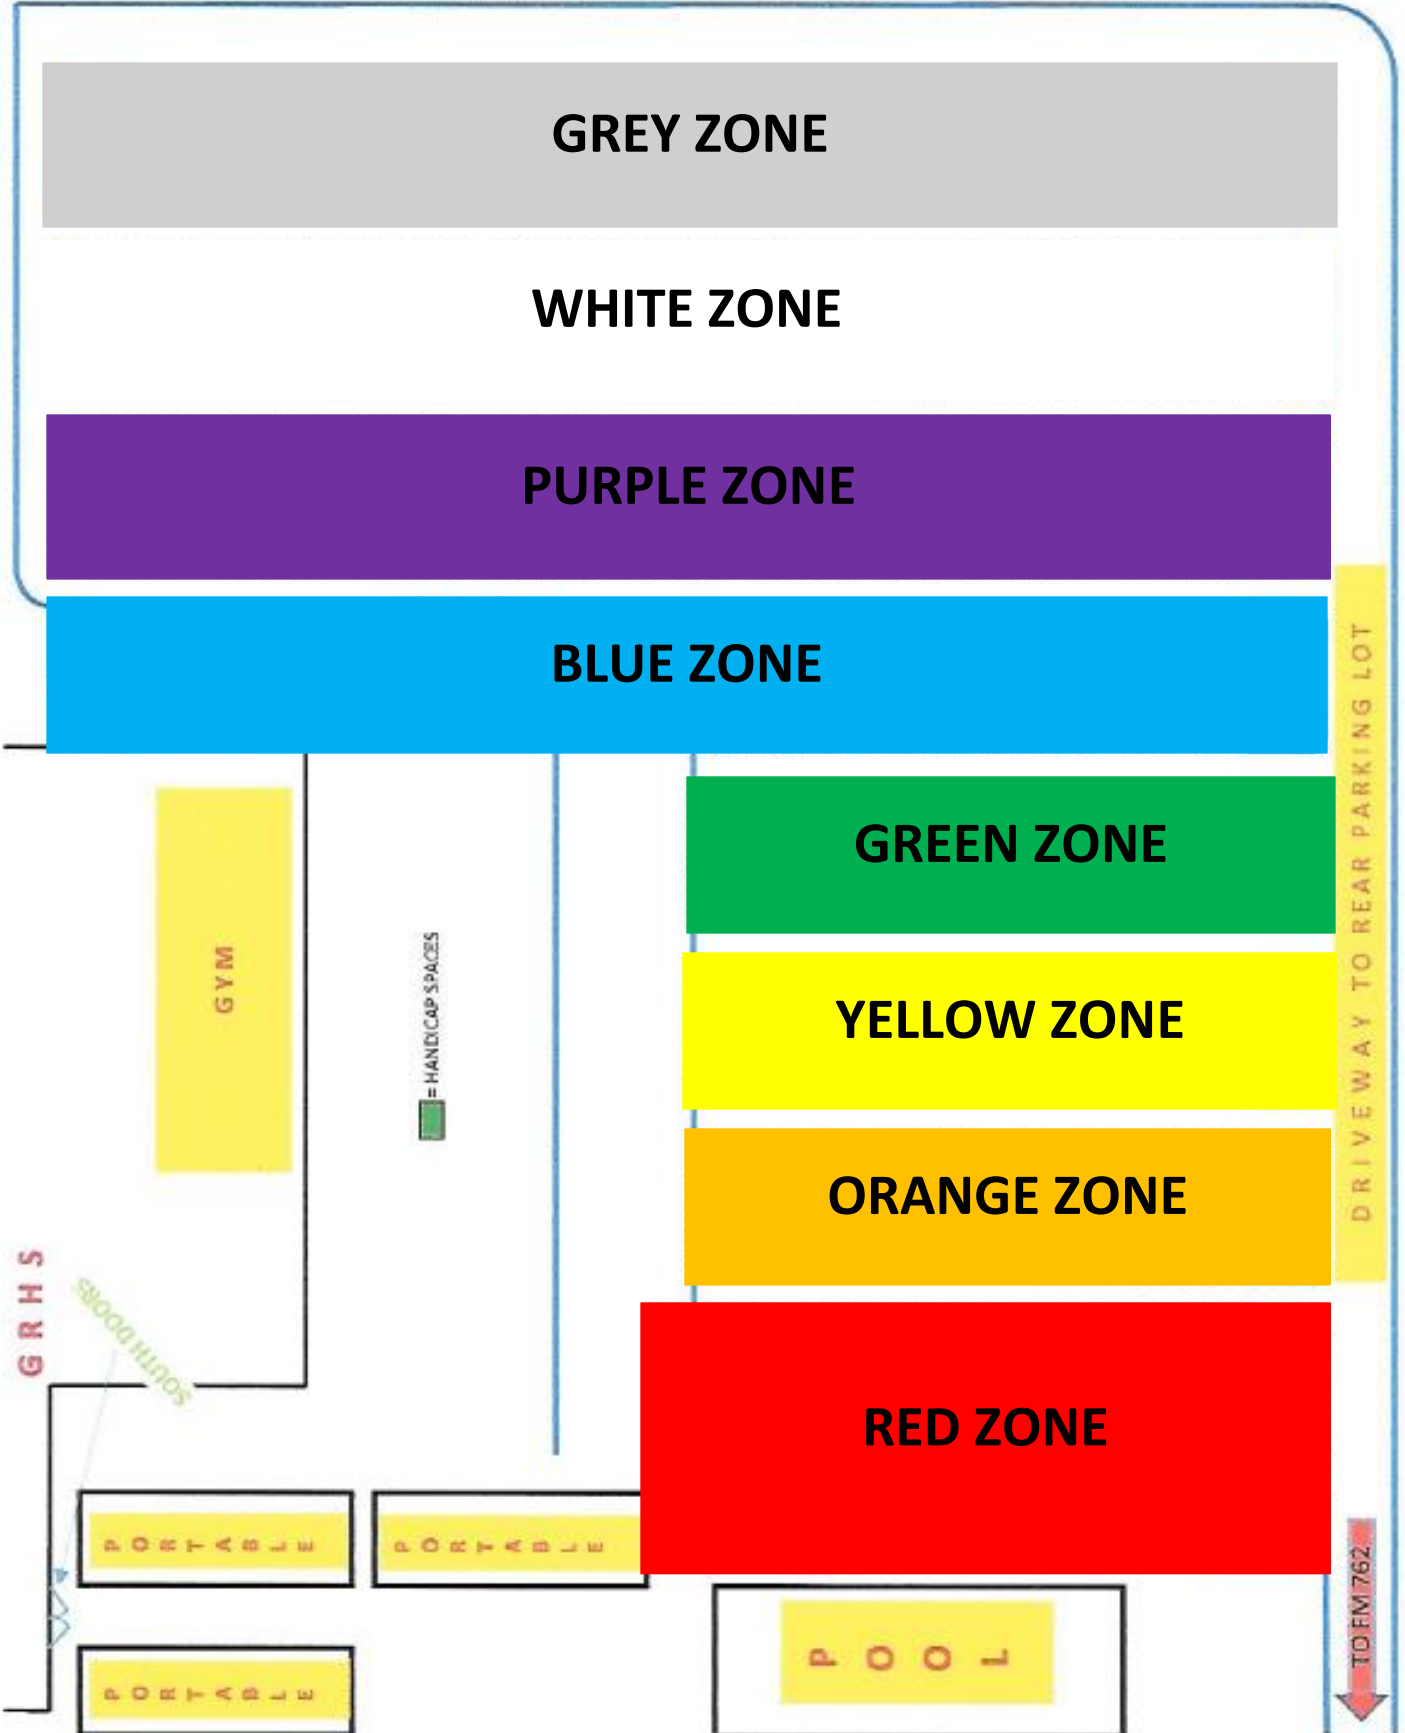 GREY ZONE
WHITE ZONE
PURPLE ZONE
BLUE ZONE
DRIVEWAY TO REAR PARKING LOT
GREEN ZONE
GYM
= HANDICAP SPACES
YELLOW ZONE
ORANGE ZONE
GRHS
SOUTH DOORS
RED ZONE
PORTABLE
PORTABLE
TO FM 762
POOL
PORTABLE